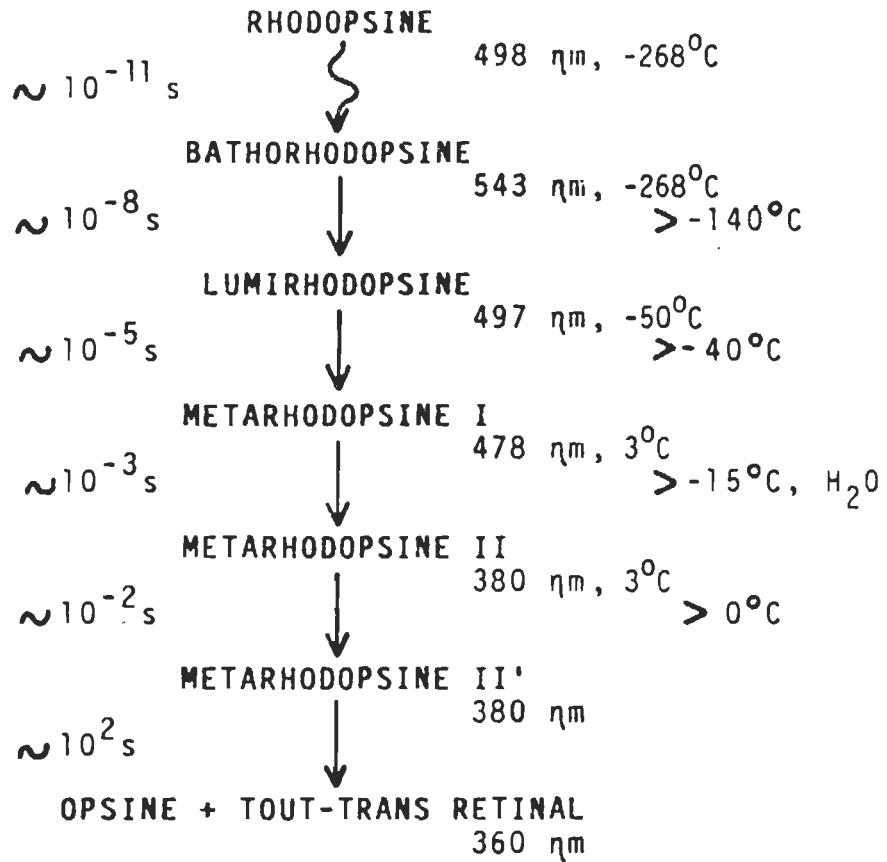 RHODOPSINE
498 ηm, -268°C
~ 10⁻¹¹ s
BATHORHODOPSINE
543 ηm, -268°C
~ 10⁻⁸ s
> -140°C
LUMIRHODOPSINE
497 ηm, -50°C
~ 10⁻⁵ s
>-40°C
METARHODOPSINE I
478 ηm, 3°C
~10⁻³ s
> -15°C, H₂O
METARHODOPSINE II
380 ηm, 3°C
~10⁻² s
> 0°C
METARHODOPSINE II'
380 ηm
~10² s
OPSINE + TOUT-TRANS RETINAL
360 ηm